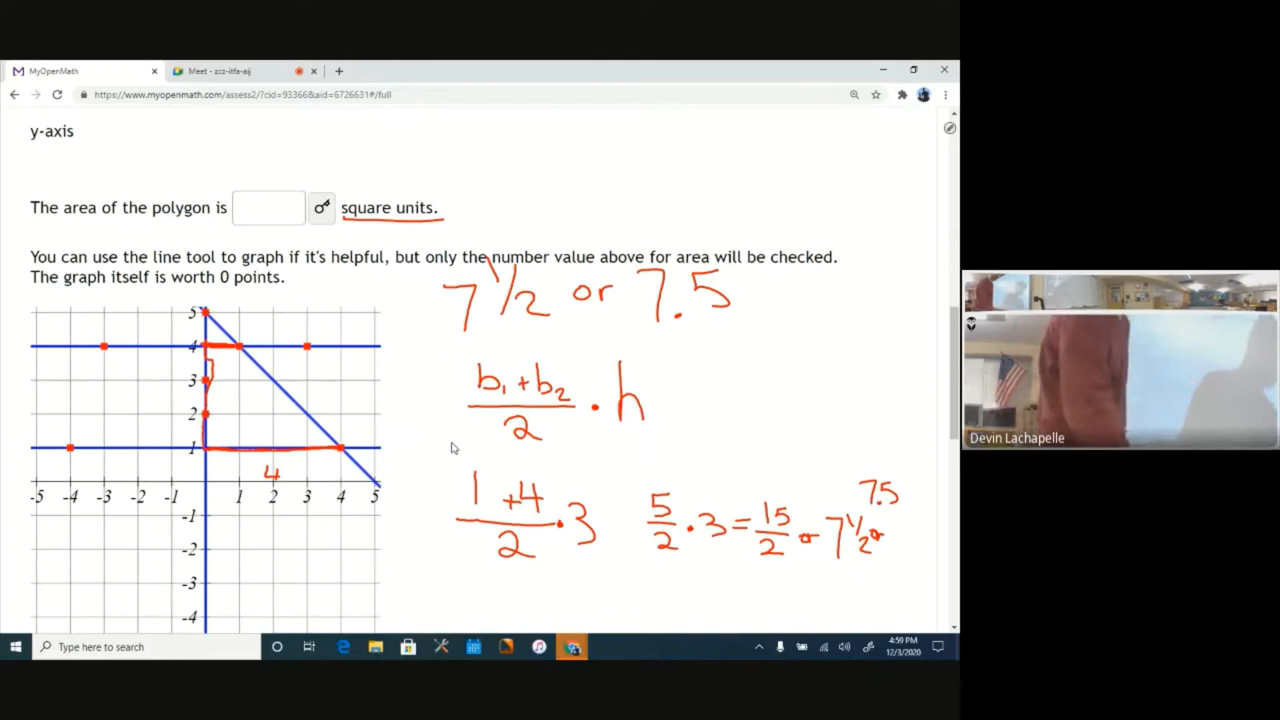 MyOpenMath
Meet - zcz-itfa-aij
https://www.myopenmath.com/assess2/?cid=93366&aid=6726631#/full
y-axis
The area of the polygon is square units.
You can use the line tool to graph if it's helpful, but only the number value above for area will be checked.
The graph itself is worth 0 points.
7 1/2 or 7.5
b1 + b2
2
· h
1 + 4
2
· 3
5/2 · 3 = 15/2 or 7 1/2 or 7.5
5
4
3
2
1
-5 -4 -3 -2 -1 1 2 3 4 5
-1
-2
-3
-4
3
4
Devin Lachapelle
Type here to search
4:59 PM
12/3/2020